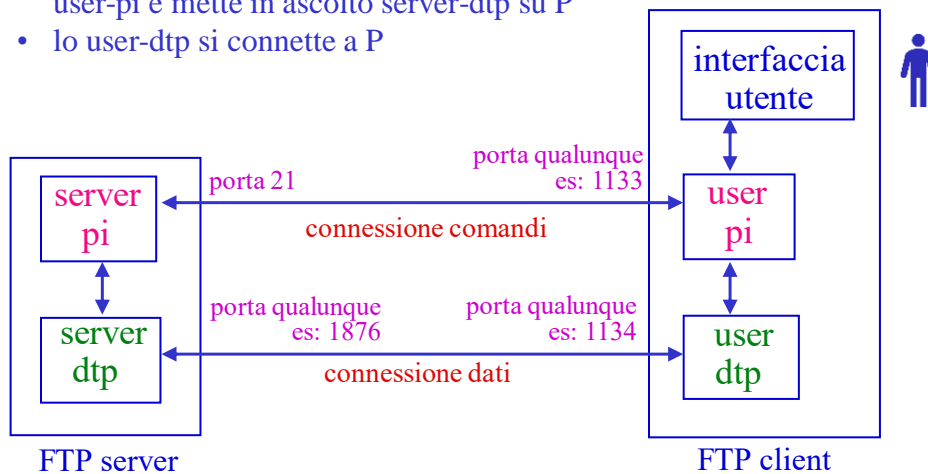 user-pi e mette in ascolto server-dtp su P
• lo user-dtp si connette a P
interfaccia
utente
porta qualunque
es: 1133
porta 21
server
pi
user
pi
connessione comandi
porta qualunque
es: 1876
porta qualunque
es: 1134
server
dtp
user
dtp
connessione dati
FTP server
FTP client